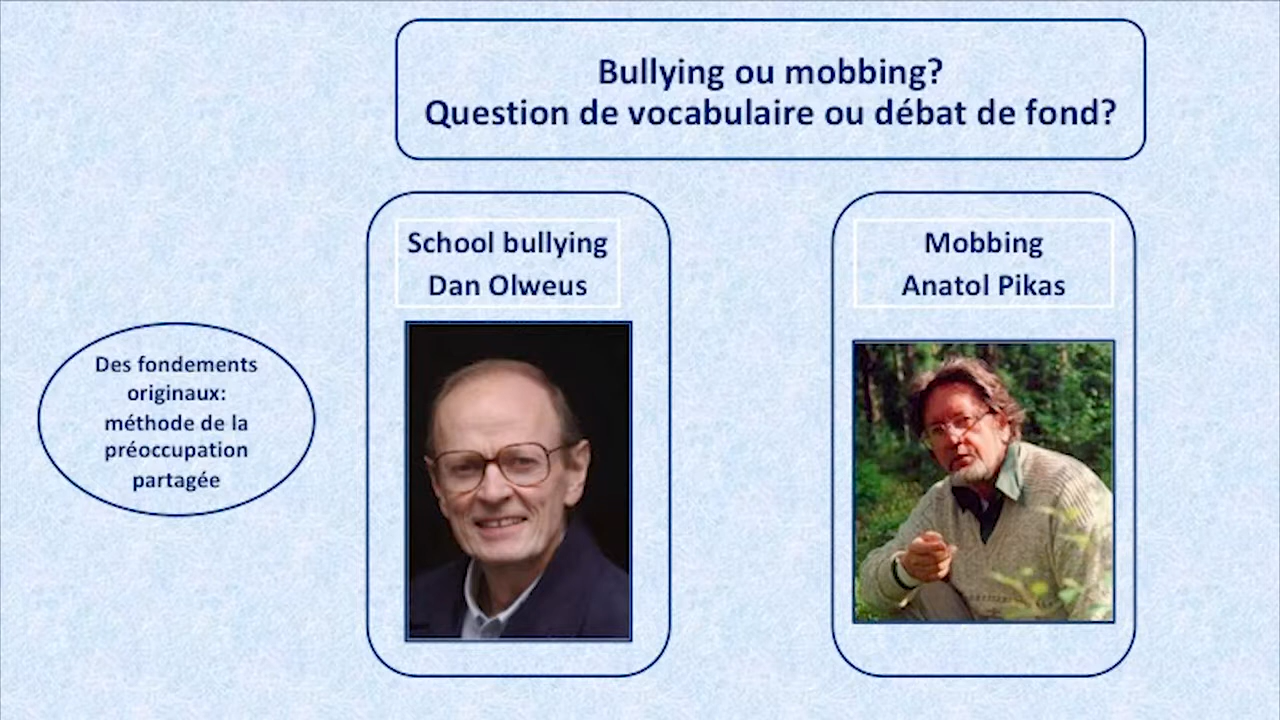 Bullying ou mobbing?
Question de vocabulaire ou débat de fond?
School bullying
Dan Olweus
Mobbing
Anatol Pikas
Des fondements
originaux:
méthode de la
préoccupation
partagée